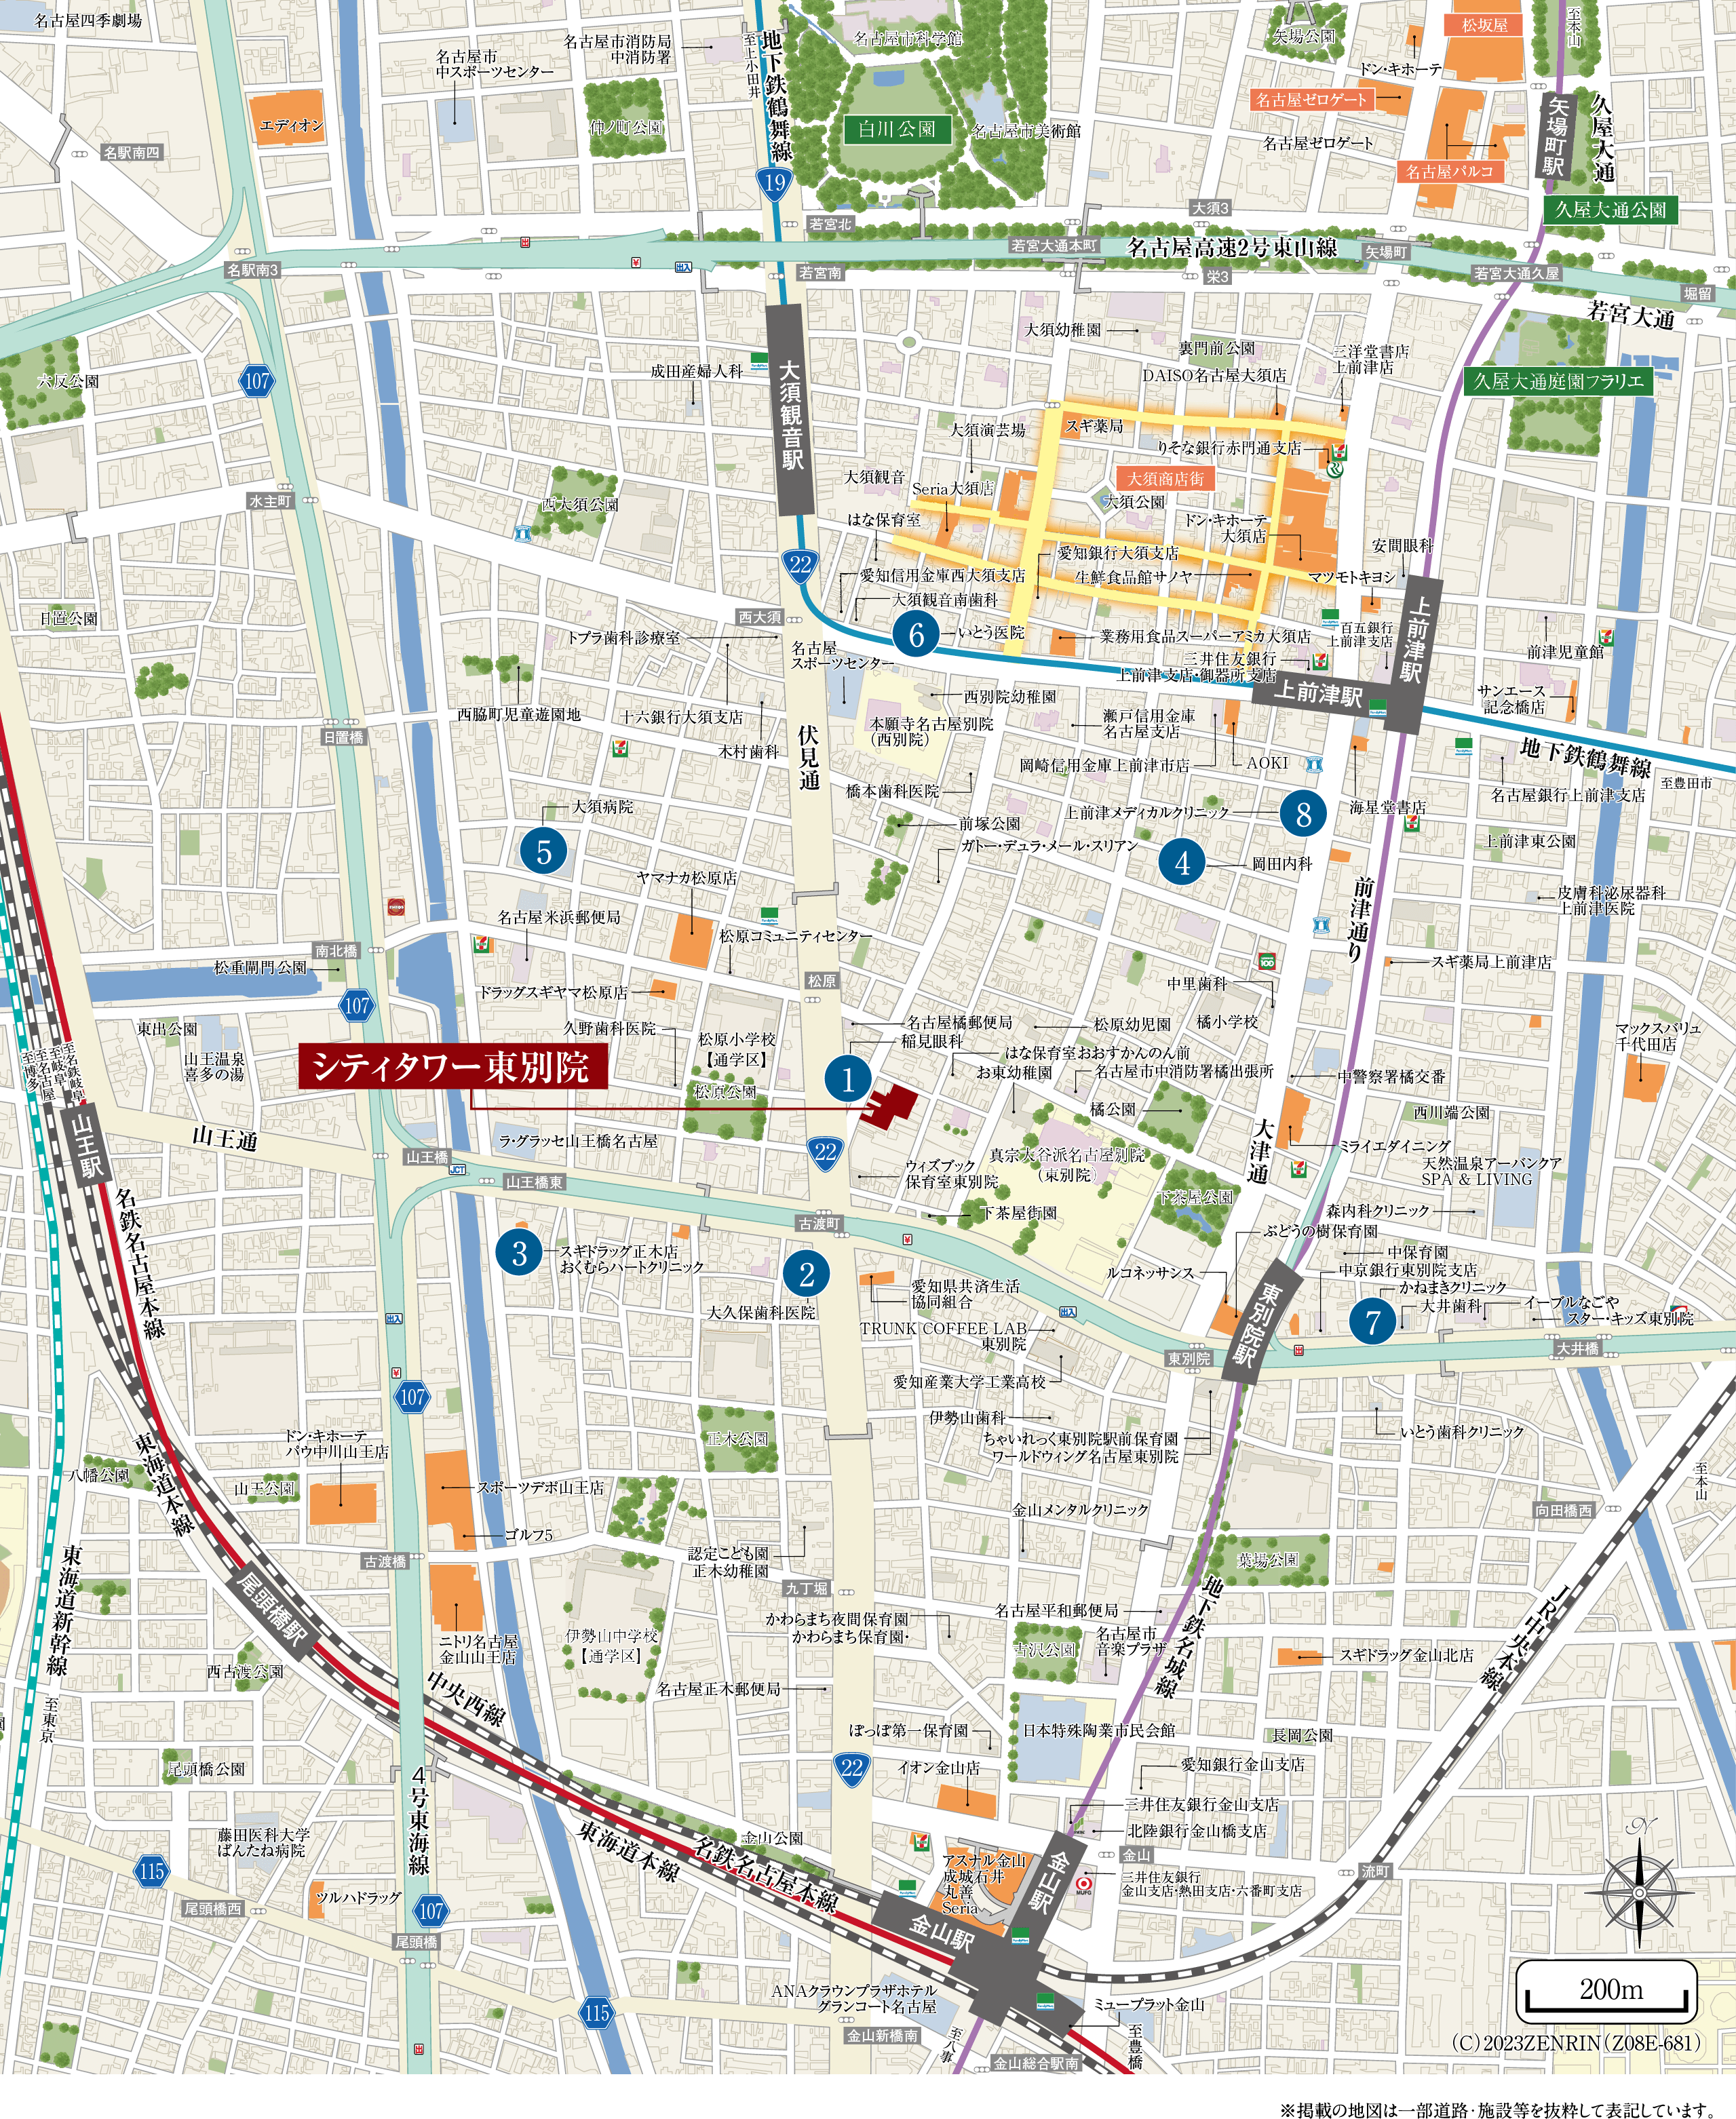 名古屋四季劇場
名古屋市
中スポーツセンター
名古屋市消防局
中消防署
至上小田井
地下鉄鶴舞線
名古屋市科学館
矢場公園
松坂屋
至本山
ドン・キホーテ
エディオン
仲ノ町公園
白川公園
名古屋市美術館
名古屋ゼロゲート
名古屋ゼロゲート
矢場町駅
久屋大通
名駅南四
19
名古屋パルコ
若宮北
大須3
久屋大通公園
名駅南3
出
¥
出入
若宮南
若宮大通本町
名古屋高速2号東山線
栄3
矢場町
若宮大通久屋
堀留
若宮大通
六反公園
107
成田産婦人科
大須観音駅
大須幼稚園
裏門前公園
三洋堂書店
上前津店
DAISO名古屋大須店
久屋大通庭園フラリエ
大須演芸場
スギ薬局
りそな銀行赤門通支店
大須観音
Seria大須店
大須商店街
大須公園
水主町
西大須公園
はな保育室
ドン・キホーテ
大須店
安間眼科
22
愛知銀行大須支店
愛知信用金庫西大須支店
生鮮食品館サノヤ
マツモトキヨシ
大須観音南歯科
日置公園
西大須
トプラ歯科診療室
6
いとう医院
業務用食品スーパーアミカ大須店
百五銀行
上前津支店
上前津駅
前津児童館
名古屋
スポーツセンター
三井住友銀行
上前津支店・御器所支店
上前津駅
西別院幼稚園
サンエース
記念橋店
西脇町児童遊園地
十六銀行大須支店
本願寺名古屋別院
(西別院)
瀬戸信用金庫
名古屋支店
日置橋
木村歯科
伏見通
岡崎信用金庫上前津市店
AOKI
地下鉄鶴舞線
至豊田市
橋本歯科医院
名古屋銀行上前津支店
大須病院
5
前塚公園
上前津メディカルクリニック
8
海星堂書店
ガトー・デュラ・メール・スリアン
4
岡田内科
上前津東公園
ヤマナカ松原店
前津通り
皮膚科泌尿器科
上前津医院
名古屋米浜郵便局
松原コミュニティセンター
南北橋
松重閘門公園
松原
スギ薬局上前津店
107
ドラッグスギヤマ松原店
中里歯科
東出公園
久野歯科医院
松原小学校
【通学区】
名古屋橘郵便局
松原幼児園
橘小学校
マックスバリュ
千代田店
稲見眼科
山王温泉
喜多の湯
至博多
至名古屋
至岐阜
至名鉄岐阜
シティタワー東別院
はな保育室おおすかんのん前
お東幼稚園
名古屋市中消防署橘出張所
中警察署橘交番
松原公園
1
橘公園
西川端公園
山王駅
山王通
ラ・グラッセ山王橋名古屋
山王橋
22
大津通
ミライエダイニング
真宗大谷派名古屋別院
(東別院)
天然温泉アーバンクア
SPA & LIVING
JCT
山王橋東
ウィズブック
保育室東別院
下茶屋公園
古渡町
下茶屋街園
森内科クリニック
名鉄名古屋本線
3
スギドラッグ正木店
おくむらハートクリニック
¥
ぶどうの樹保育園
中保育園
2
ルコネッサンス
中京銀行東別院支店
かねまきクリニック
愛知県共済生活
協同組合
出入
出入
大久保歯科医院
TRUNK COFFEE LAB
東別院
東別院駅
7
大井歯科
イーブルなごや
スター・キッズ東別院
東別院
出
大井橋
¥
107
愛知産業大学工業高校
伊勢山歯科
いとう歯科クリニック
ドン・キホーテ
パウ中川山王店
正木公園
ちゃいれっく東別院駅前保育園
ワールドウィング名古屋東別院
八幡公園
東海道本線
山王公園
スポーツデポ山王店
至本山
金山メンタルクリニック
向田橋西
ゴルフ5
古渡橋
認定こども園
正木幼稚園
葉場公園
東海道新幹線
尾頭橋駅
九丁堀
地下鉄名城線
JR中央本線
ニトリ名古屋
金山山王店
伊勢山中学校
【通学区】
かわらまち夜間保育園
かわらまち保育園
名古屋平和郵便局
名古屋市
音楽プラザ
古沢公園
スギドラッグ金山北店
西古渡公園
中央西線
名古屋正木郵便局
至東京
ぽっぽ第一保育園
日本特殊陶業市民会館
長岡公園
尾頭橋公園
22
イオン金山店
愛知銀行金山支店
4号東海線
三井住友銀行金山支店
藤田医科大学
ばんたね病院
東海道本線
金山公園
北陸銀行金山橋支店
名鉄名古屋本線
115
アスナル金山
成城石井
丸善
Seria
金山駅
金山
流町
三井住友銀行
金山支店・熱田支店・六番町支店
MUFG
N
ツルハドラッグ
尾頭橋西
107
尾頭橋
金山駅
ANAクラウンプラザホテル
グランコート名古屋
ミュープラット金山
200m
115
金山新橋南
至八事
至豊橋
出
金山総合駅南
(C)2023ZENRIN(Z08E-681)
※掲載の地図は一部道路・施設等を抜粋して表記しています。